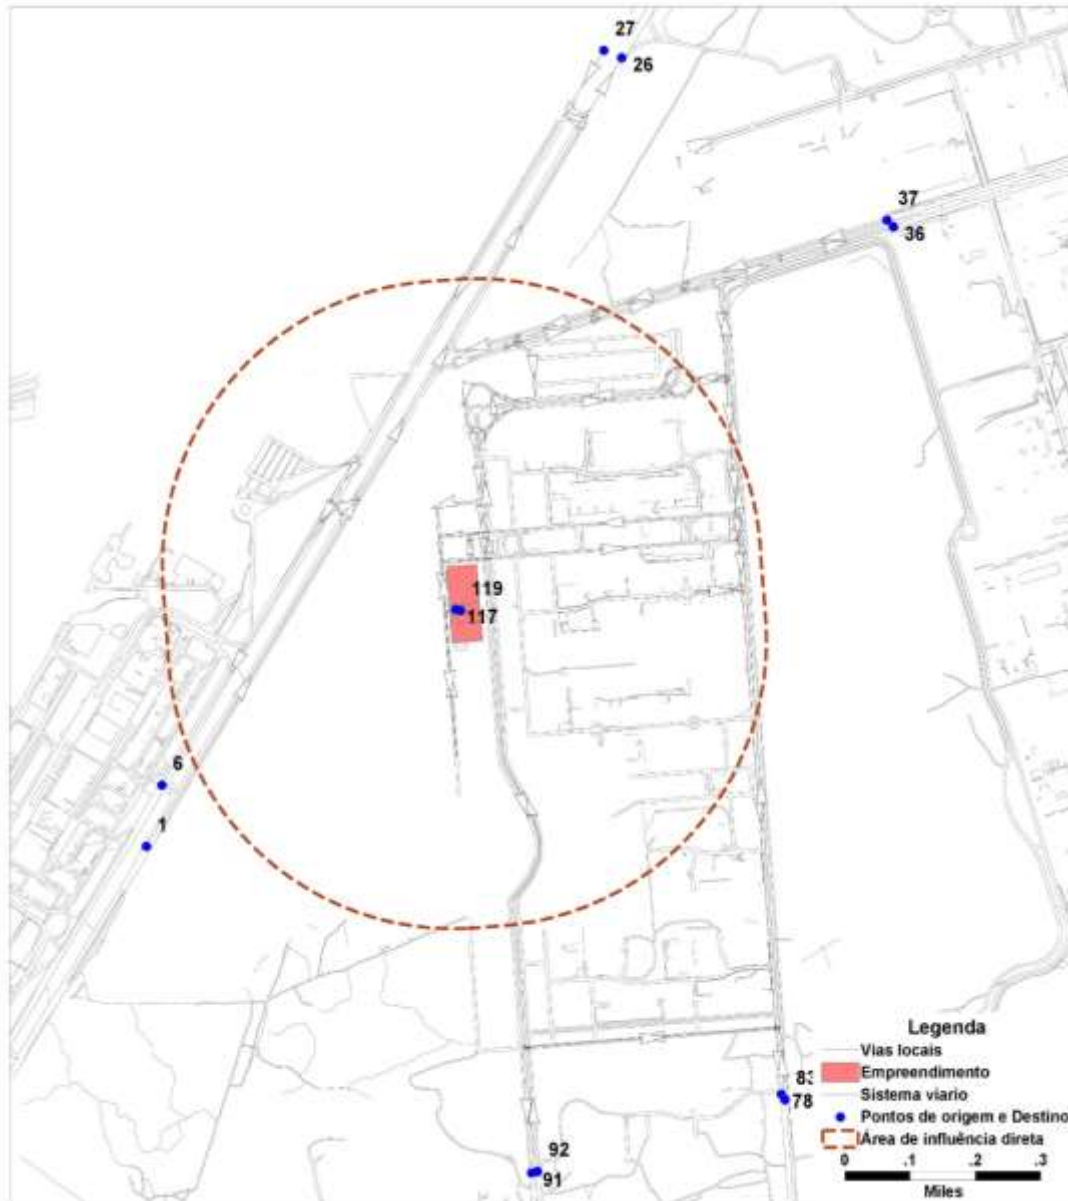 27
26
37
36
119
117
6
1
Legenda
Vias locais
Empreendimento
Sistema viario
Pontos de origem e Destino
Área de influência direta
83
78
92
91
0 .1 .2 .3
Miles